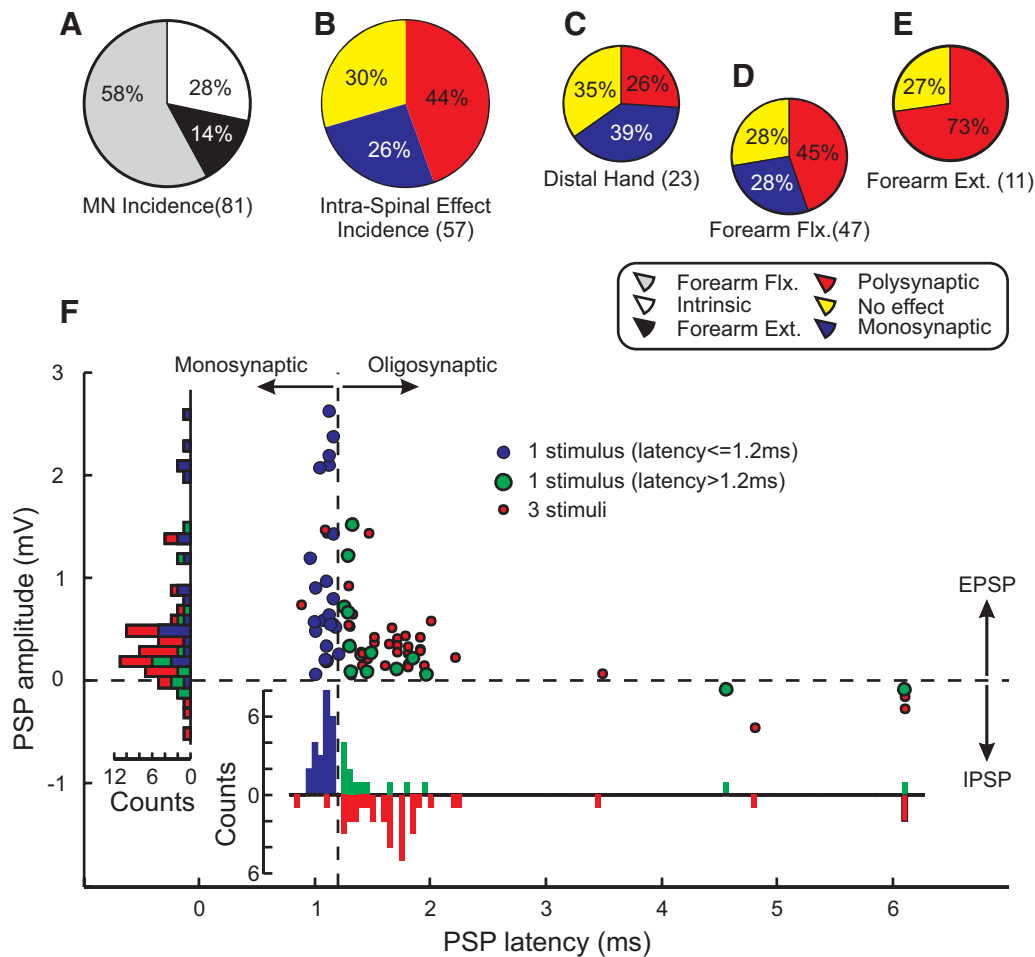 A
B
C
D
E
58%
28%
14%
MN Incidence(81)
30%
44%
26%
Intra-Spinal Effect
Incidence (57)
35%
26%
39%
Distal Hand (23)
28%
45%
28%
Forearm Flx.(47)
27%
73%
Forearm Ext. (11)
Forearm Flx.
Intrinsic
Forearm Ext.
Polysynaptic
No effect
Monosynaptic
F
Monosynaptic
Oligosynaptic
1 stimulus (latency<=1.2ms)
1 stimulus (latency>1.2ms)
3 stimuli
PSP amplitude (mV)
3
2
1
0
-1
EPSP
IPSP
12 6 0
Counts
Counts
6
0
6
0 1 2 3 4 5 6
PSP latency (ms)